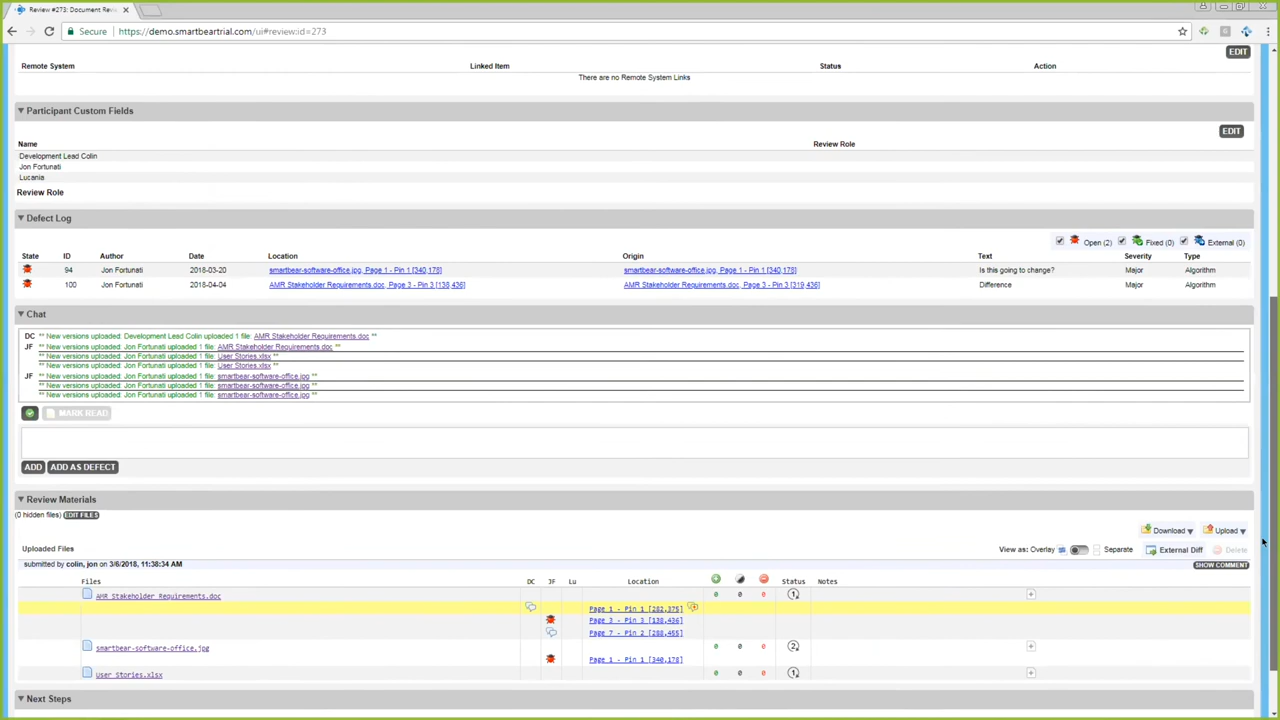 Review #273: Document Revie
Secure https://demo.smartbeartrial.com/ui#review:id=273
EDIT
Remote System Linked Item Status Action
There are no Remote System Links
Participant Custom Fields
EDIT
Name Review Role
Development Lead Colin
Jon Fortunati
Lucania
Review Role
Defect Log
Open (2) Fixed (0) External (0)
State ID Author Date Location Origin Text Severity Type
94 Jon Fortunati 2018-03-20 smartbear-software-office.jpg, Page 1 - Pin 1 [340,178] smartbear-software-office.jpg, Page 1 - Pin 1 [340,178] Is this going to change? Major Algorithm
100 Jon Fortunati 2018-04-04 AMR Stakeholder Requirements.doc, Page 3 - Pin 3 [138,436] AMR Stakeholder Requirements.doc, Page 3 - Pin 3 [319,436] Difference Major Algorithm
Chat
DC ** New versions uploaded: Development Lead Colin uploaded 1 file AMR Stakeholder Requirements.doc **
JF ** New versions uploaded: Jon Fortunati uploaded 1 file AMR Stakeholder Requirements.doc **
** New versions uploaded: Jon Fortunati uploaded 1 file User Stories.xlsx **
** New versions uploaded: Jon Fortunati uploaded 1 file User Stories.xlsx **
JF ** New versions uploaded: Jon Fortunati uploaded 1 file smartbear-software-office.jpg **
** New versions uploaded: Jon Fortunati uploaded 1 file smartbear-software-office.jpg **
** New versions uploaded: Jon Fortunati uploaded 1 file smartbear-software-office.jpg **
MARK READ
ADD ADD AS DEFECT
Review Materials
(0 hidden files) EDIT FILES
Download Upload
Uploaded Files View as: Overlay Separate External Diff Delete
submitted by colin, jon on 3/6/2018, 11:38:34 AM SHOW COMMENT
Files DC JF Lu Location Status Notes
AMR Stakeholder Requirements.doc 0 0 0 1
Page 1 - Pin 1 [282,375]
Page 3 - Pin 3 [138,436]
Page 7 - Pin 2 [288,455]
smartbear-software-office.jpg 0 0 0 2
Page 1 - Pin 1 [340,178]
User Stories.xlsx 0 0 0 1
Next Steps